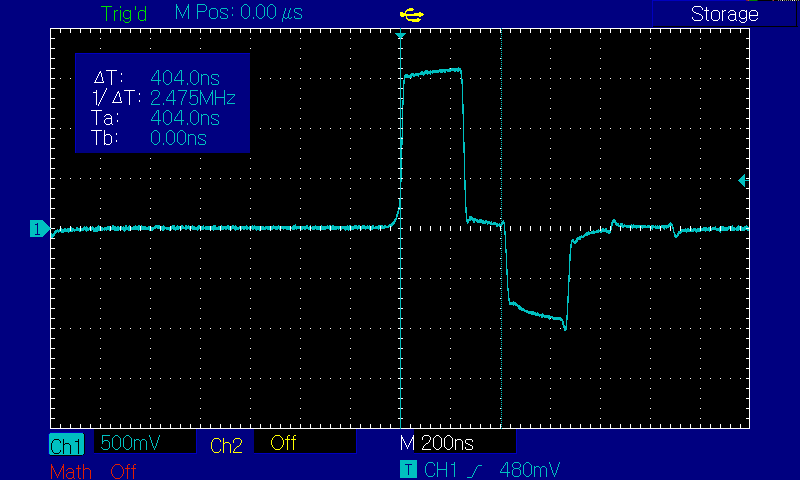 Trig'd M Pos: 0.00 μs Storage
ΔT: 404.0ns
1/ΔT: 2.475MHz
Ta: 404.0ns
Tb: 0.00ns
1
Ch1 500mV Ch2 Off M 200ns
Math Off T CH1 480mV